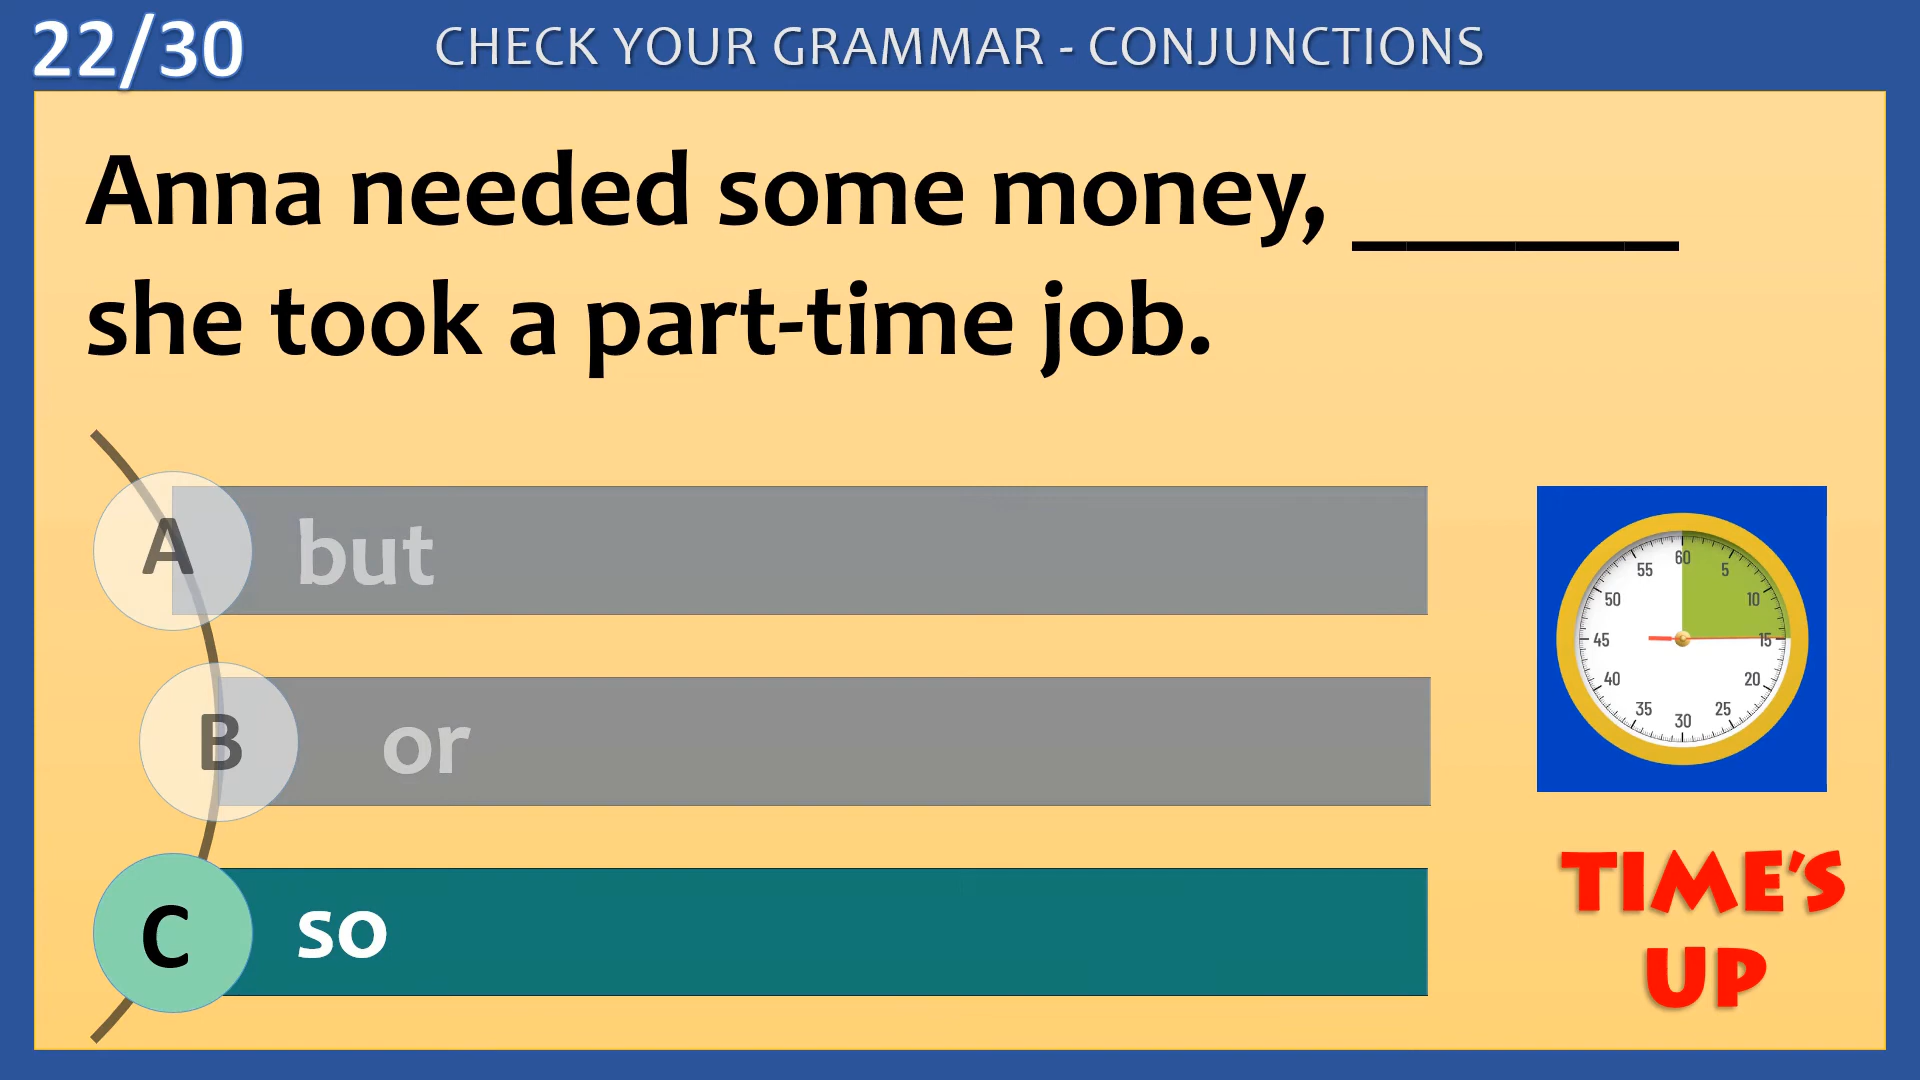 22/30
CHECK YOUR GRAMMAR - CONJUNCTIONS
Anna needed some money, ______
she took a part-time job.
A but
B or
C so
60
5
10
15
20
25
30
35
40
45
50
55
TIME'S
UP